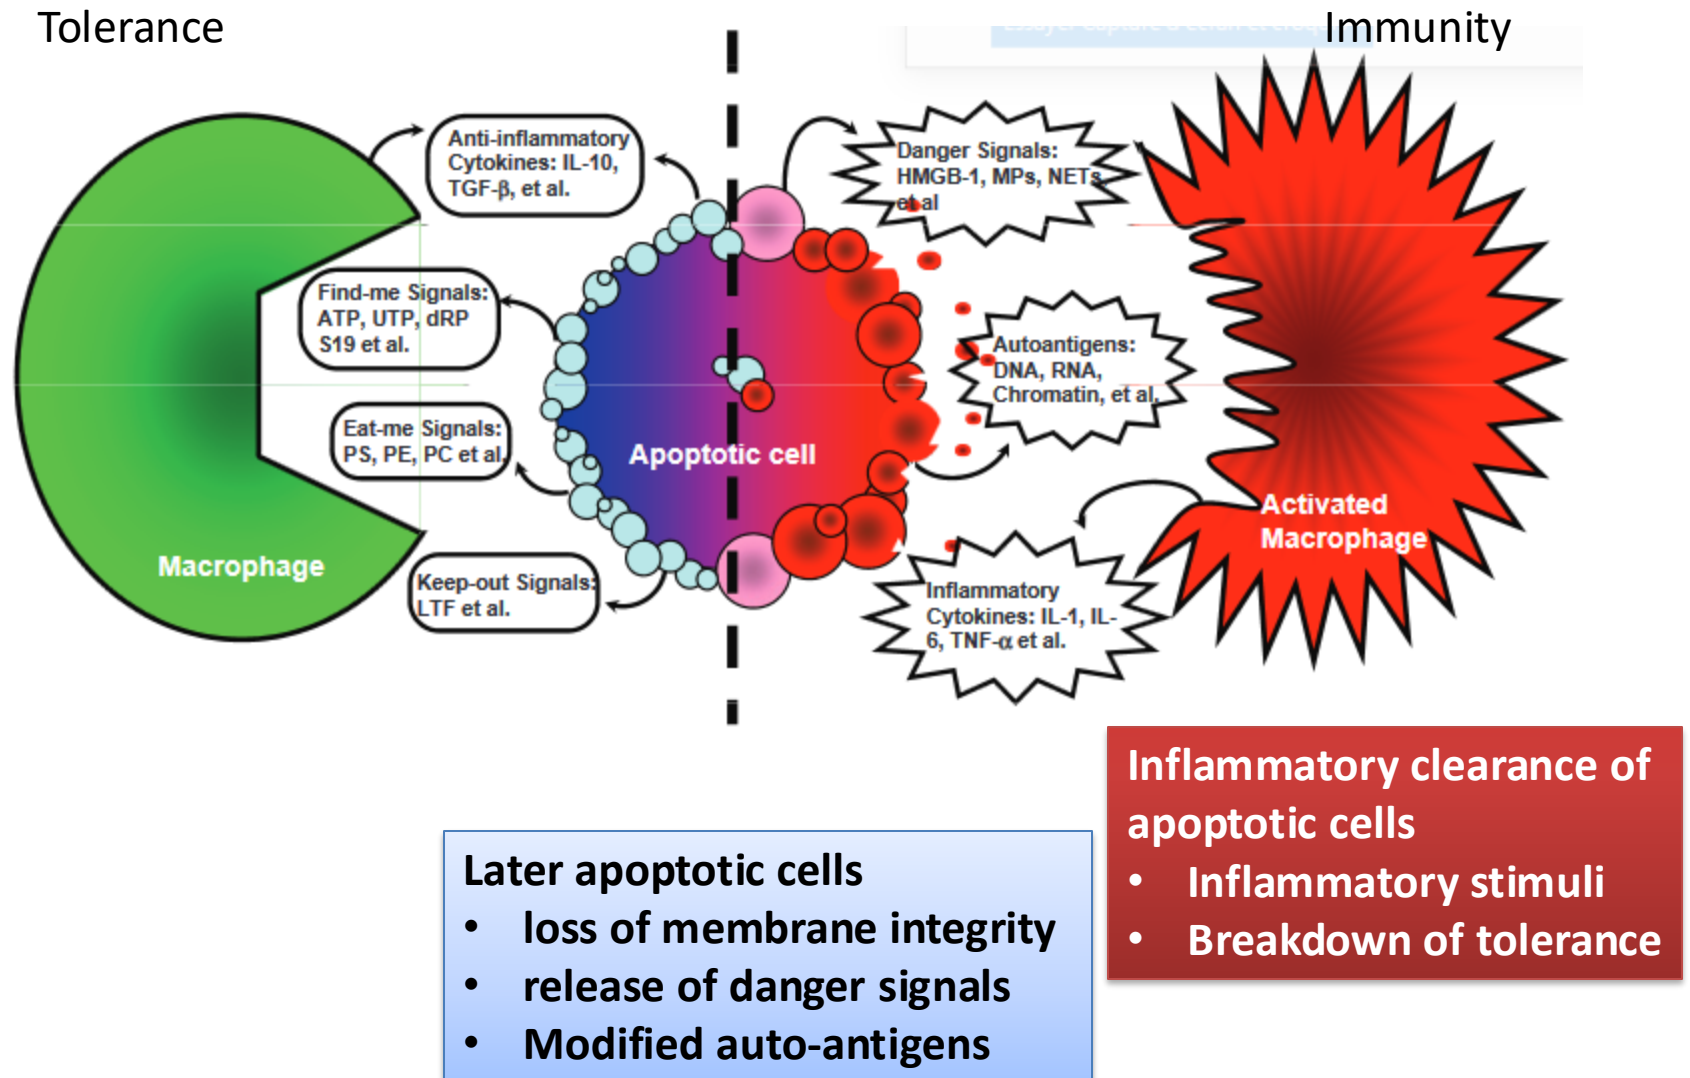 Tolerance
Immunity
Anti-inflammatory
Cytokines: IL-10,
TGF-β, et al.
Find-me Signals:
ATP, UTP, dRP
S19 et al.
Eat-me Signals:
PS, PE, PC et al.
Keep-out Signals:
LTF et al.
Macrophage
Apoptotic cell
Danger Signals:
HMGB-1, MPs, NETs
et al
Autoantigens:
DNA, RNA,
Chromatin, et al.
Inflammatory
Cytokines: IL-1, IL-
6, TNF-α et al.
Activated
Macrophage
Inflammatory clearance of
apoptotic cells
• Inflammatory stimuli
• Breakdown of tolerance
Later apoptotic cells
• loss of membrane integrity
• release of danger signals
• Modified auto-antigens